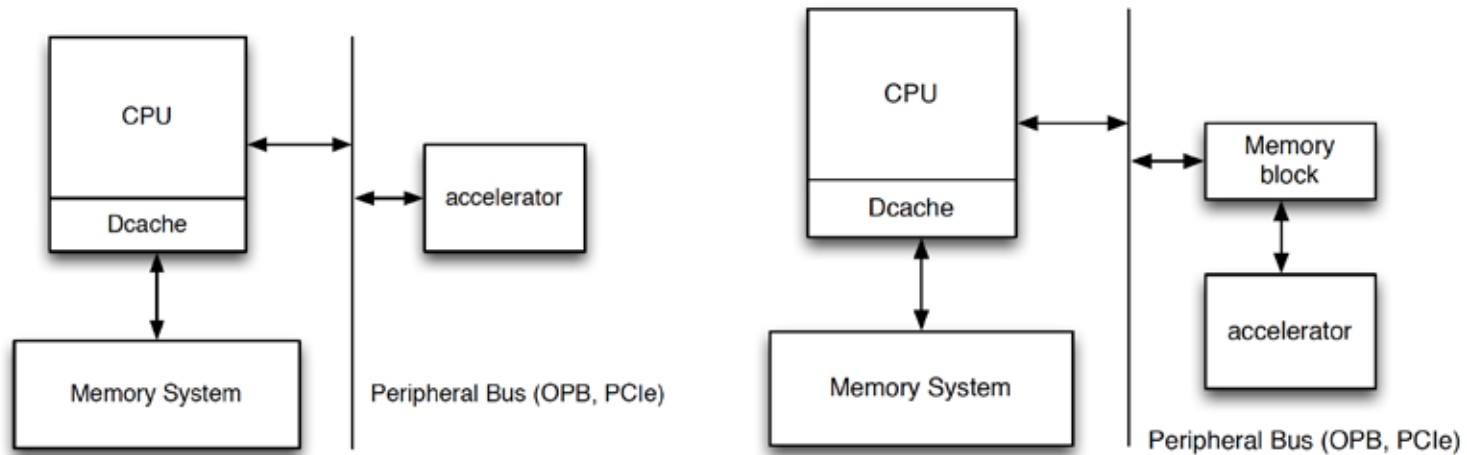 CPU
Dcache
accelerator
Memory System
Peripheral Bus (OPB, PCIe)
CPU
Dcache
Memory
block
accelerator
Memory System
Peripheral Bus (OPB, PCIe)